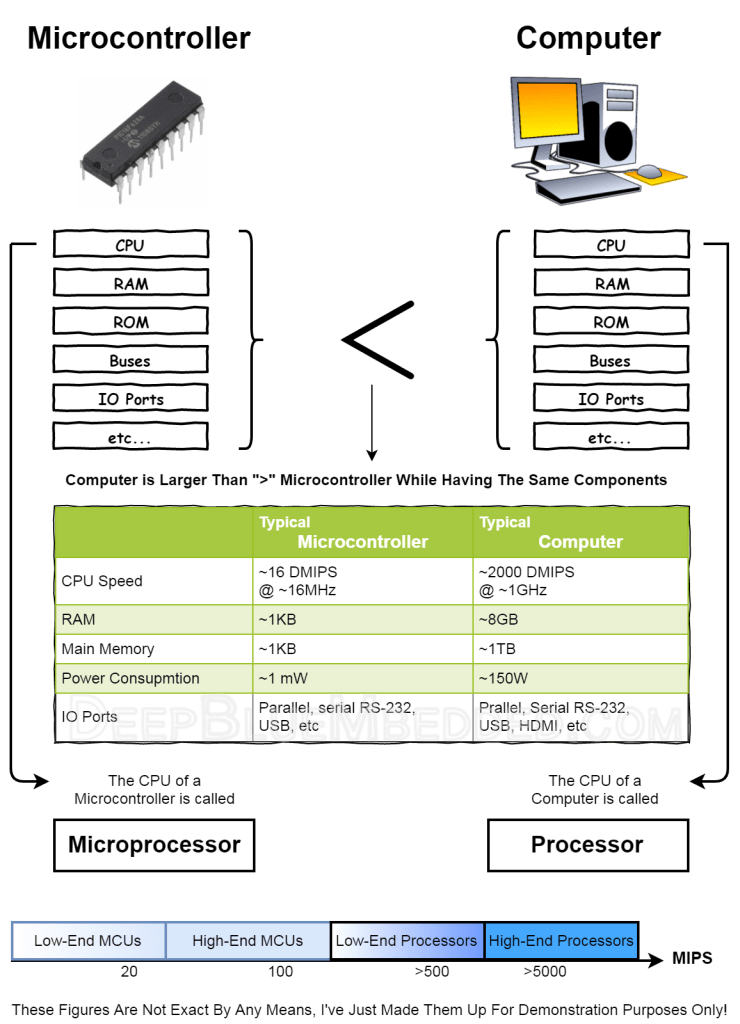 Microcontroller
Computer
CPU
RAM
ROM
Buses
IO Ports
etc...
CPU
RAM
ROM
Buses
IO Ports
etc...
Computer is Larger Than ">" Microcontroller While Having The Same Components
Typical Microcontroller
Typical Computer
CPU Speed
~16 DMIPS
@ ~16MHz
~2000 DMIPS
@ ~1GHz
RAM
~1KB
~8GB
Main Memory
~1KB
~1TB
Power Consupmtion
~1 mW
~150W
IO Ports
Parallel, serial RS-232,
USB, etc
Prallel, Serial RS-232,
USB, HDMI, etc
DeepBlueMbedded.com
The CPU of a
Microcontroller is called
Microprocessor
The CPU of a
Computer is called
Processor
Low-End MCUs
High-End MCUs
Low-End Processors
High-End Processors
MIPS
20
100
>500
>5000
These Figures Are Not Exact By Any Means, I've Just Made Them Up For Demonstration Purposes Only!